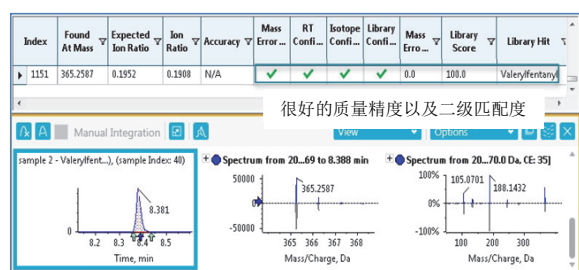 Index Found At Mass Expected Ion Ratio Ion Ratio Accuracy Mass Error... RT Confi... Isotope Confi... Library Confi... Mass Erro... Library Score Library Hit
1151 365.2587 0.1952 0.1908 N/A 0.0 100.0 Valerylfentanyl
很好的质量精度以及二级匹配度
Manual Integration View Options
sample 2 - Valerylfent...), (sample Index: 40)
Spectrum from 20...69 to 8.388 min
Spectrum from 20...70.0 Da, CE: 35]
8.381
8.2 8.3 8.4 8.5
Time, min
50000
0
-50000
365.2587
365 366 367 368
Mass/Charge, Da
100%
0%
-100%
105.0701
188.1432
100 200 300
Mass/Charge, Da